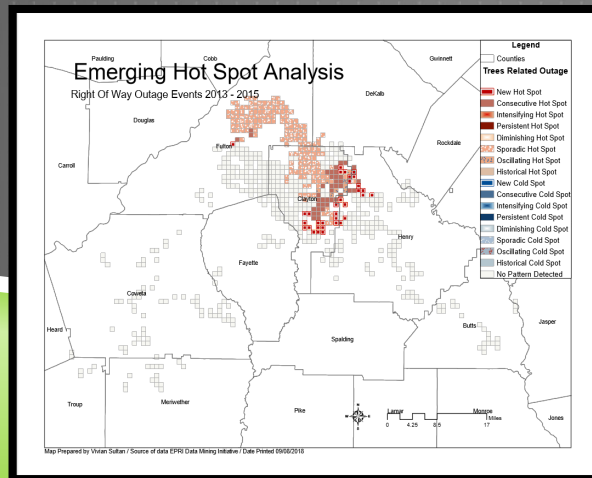 Emerging Hot Spot Analysis
Right Of Way Outage Events 2013 - 2015
Paulding
Cobb
Gwinnett
DeKalb
Douglas
Rockdale
Fulton
Carroll
Clayton
Henry
Fayette
Coweta
Heard
Spalding
Butts
Jasper
Troup
Meriwether
Pike
Lamar
Monroe
Jones
Legend
Counties
Trees Related Outage
New Hot Spot
Consecutive Hot Spot
Intensifying Hot Spot
Persistent Hot Spot
Diminishing Hot Spot
Sporadic Hot Spot
Oscillating Hot Spot
Historical Hot Spot
New Cold Spot
Consecutive Cold Spot
Intensifying Cold Spot
Persistent Cold Spot
Diminishing Cold Spot
Sporadic Cold Spot
Oscillating Cold Spot
Historical Cold Spot
No Pattern Detected
0 4.25 8.5 17
Miles
Map Prepared by Vivian Sultan / Source of data EPRI Data Mining Initiative / Date Printed 09/08/2018